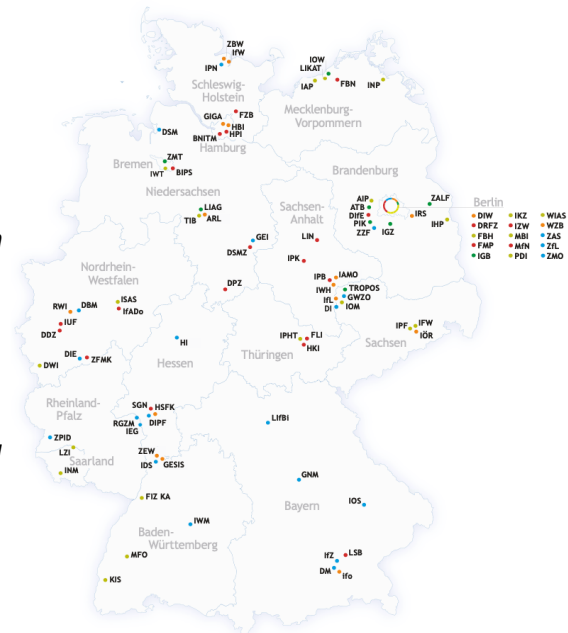 ZBW
IfW
IPN
Schleswig-
Holstein
IOW
LIKAT
IAP
FBN
INP
Mecklenburg-
Vorpommern
FZB
GIGA
HBI
HPI
BNITM
Hamburg
DSM
ZMT
Bremen
IWT
BIPS
Niedersachsen
LIAG
TIB
ARL
Brandenburg
AIP
ATB
DIfE
PIK
ZZF
IGZ
ZALF
IRS
IHP
Berlin
DIW
IKZ
WIAS
DRFZ
IZW
WZB
FBH
MBI
ZAS
FMP
MfN
ZfL
IGB
PDI
ZMO
Sachsen-
Anhalt
GEI
DSMZ
LIN
IPK
DPZ
IPB
IAMO
IWH
TROPOS
IfL
GWZO
DI
IOM
Nordrhein-
Westfalen
ISAS
RWI
DBM
IfADo
IUF
DDZ
DIE
ZFMK
DWI
HI
Hessen
IPHT
FLI
HKI
Thüringen
IPF
IFW
IÖR
Sachsen
Rheinland-
Pfalz
SGN
HSFK
RGZM
DIPF
IEG
LIfBi
ZPID
LZI
Saarland
INM
ZEW
IDS
GESIS
GNM
FIZ KA
IOS
Bayern
IWM
Baden-
Württemberg
MFO
KIS
IfZ
LSB
DM
Ifo